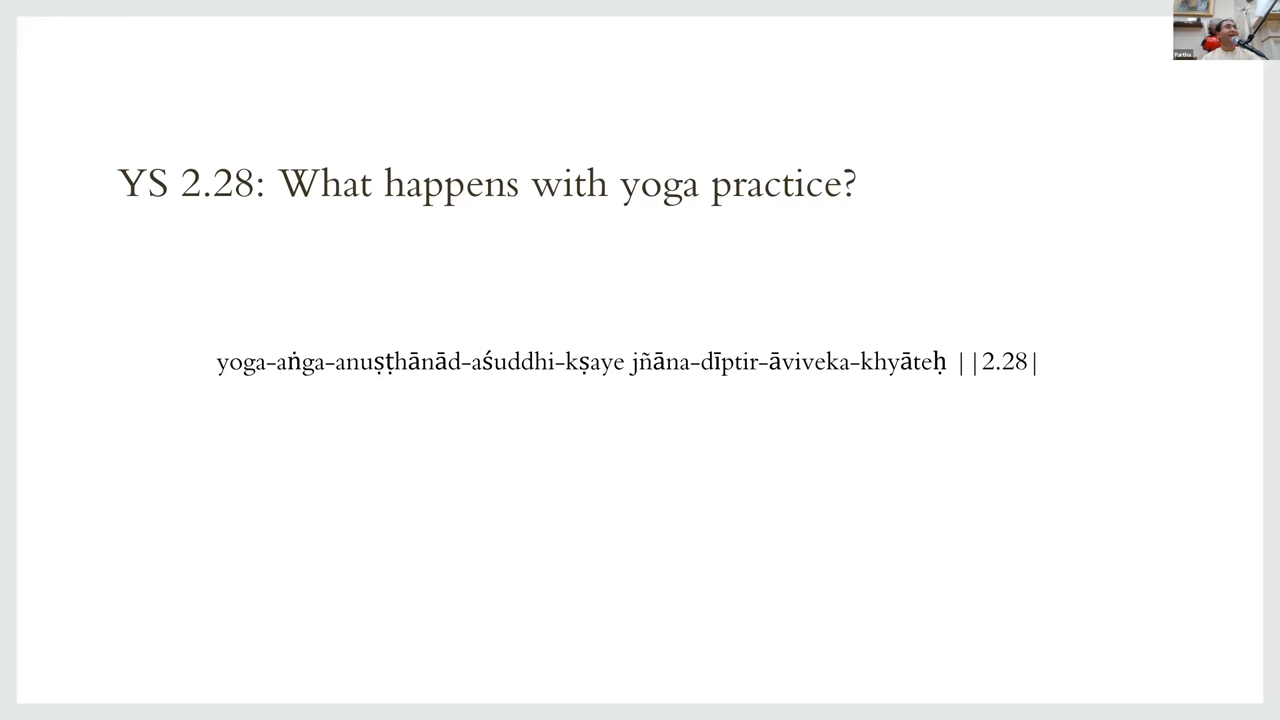 Partha
YS 2.28: What happens with yoga practice?
yoga-aṅga-anuṣṭhānād-aśuddhi-kṣaye jñāna-dīptir-āviveka-khyāteḥ ||2.28|